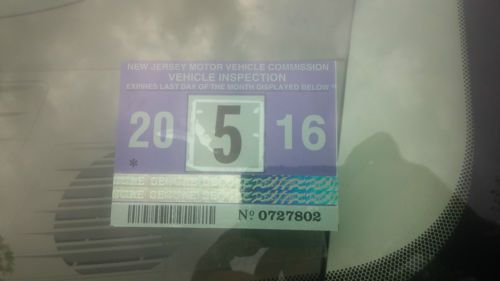 NEW JERSEY MOTOR VEHICLE COMMISSION
VEHICLE INSPECTION
EXPIRES LAST DAY OF THE MONTH DISPLAYED BELOW
20 5 16
*
Nº 0727802